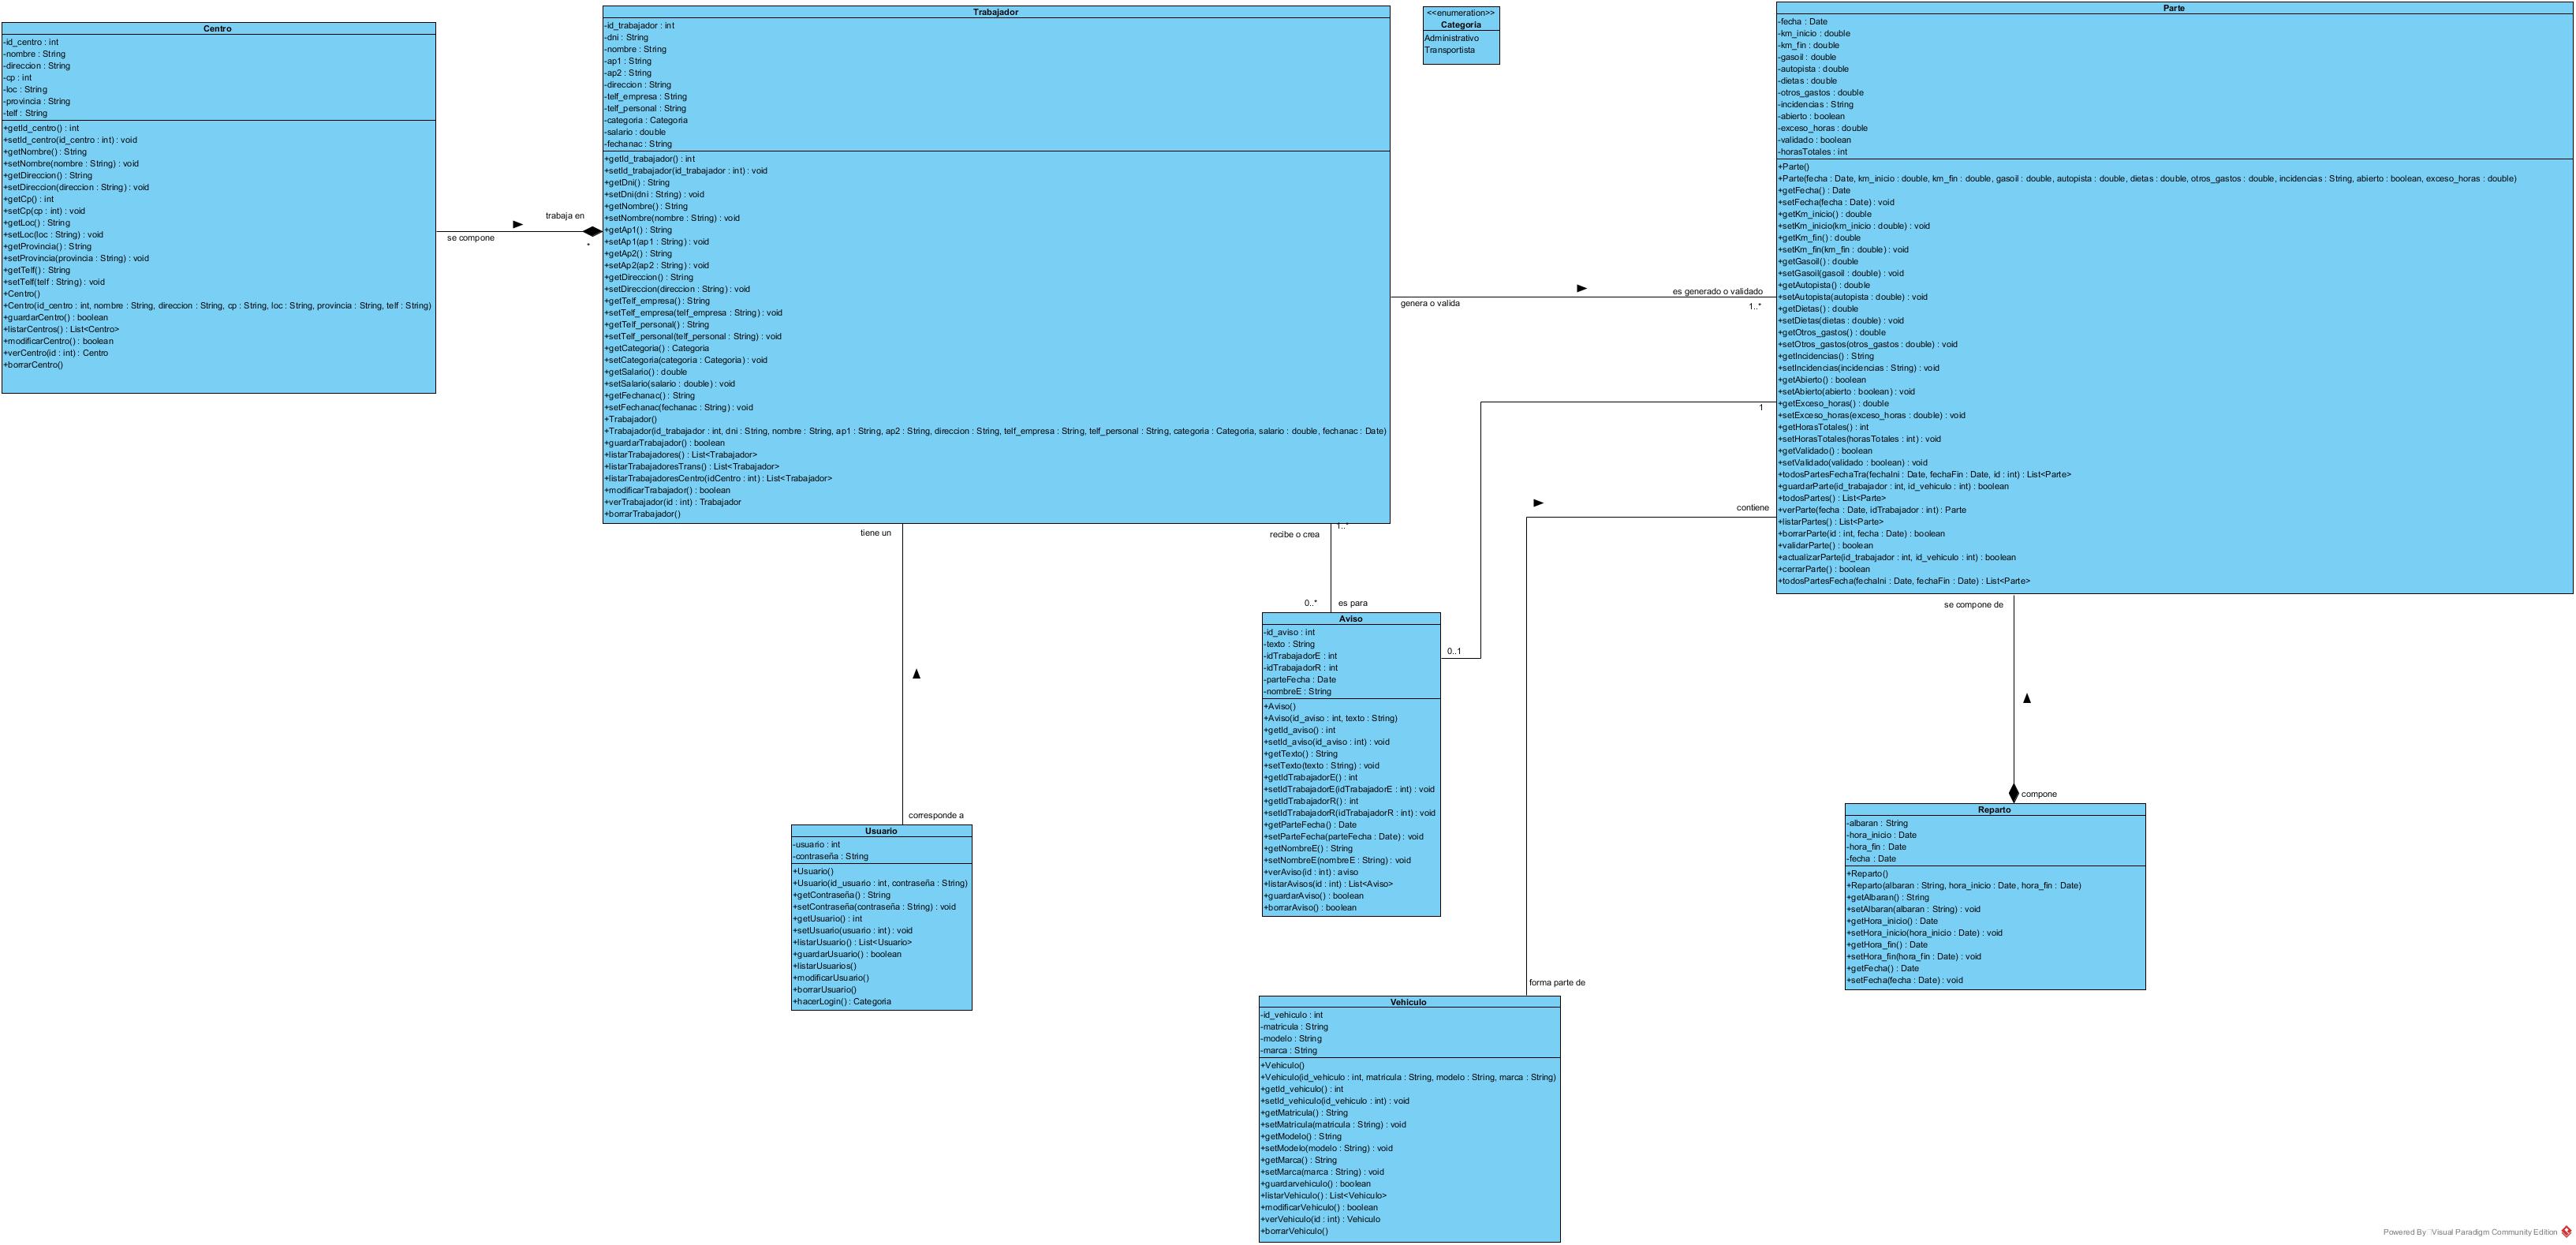 Centro
-id_centro : int
-nombre : String
-direccion : String
-cp : int
-loc : String
-provincia : String
-telf : String
+getId_centro() : int
+setId_centro(id_centro : int) : void
+getNombre() : String
+setNombre(nombre : String) : void
+getDireccion() : String
+setDireccion(direccion : String) : void
+getCp() : int
+setCp(cp : int) : void
+getLoc() : String
+setLoc(loc : String) : void
+getProvincia() : String
+setProvincia(provincia : String) : void
+getTelf() : String
+setTelf(telf : String) : void
+Centro()
+Centro(id_centro : int, nombre : String, direccion : String, cp : String, loc : String, provincia : String, telf : String)
+guardarCentro() : boolean
+listarCentros() : List<Centro>
+modificarCentro() : boolean
+verCentro(id : int) : Centro
+borrarCentro()
se compone
trabaja en
*
Trabajador
-id_trabajador : int
-dni : String
-nombre : String
-ap1 : String
-ap2 : String
-direccion : String
-telf_empresa : String
-telf_personal : String
-categoria : Categoria
-salario : double
-fechanac : String
+getId_trabajador() : int
+setId_trabajador(id_trabajador : int) : void
+getDni() : String
+setDni(dni : String) : void
+getNombre() : String
+setNombre(nombre : String) : void
+getAp1() : String
+setAp1(ap1 : String) : void
+getAp2() : String
+setAp2(ap2 : String) : void
+getDireccion() : String
+setDireccion(direccion : String) : void
+getTelf_empresa() : String
+setTelf_empresa(telf_empresa : String) : void
+getTelf_personal() : String
+setTelf_personal(telf_personal : String) : void
+getCategoria() : Categoria
+setCategoria(categoria : Categoria) : void
+getSalario() : double
+setSalario(salario : double) : void
+getFechanac() : String
+setFechanac(fechanac : String) : void
+Trabajador()
+Trabajador(id_trabajador : int, dni : String, nombre : String, ap1 : String, ap2 : String, direccion : String, telf_empresa : String, telf_personal : String, categoria : Categoria, salario : double, fechanac : Date)
+guardarTrabajador() : boolean
+listarTrabajadores() : List<Trabajador>
+listarTrabajadoresTrans() : List<Trabajador>
+listarTrabajadoresCentro(idCentro : int) : List<Trabajador>
+modificarTrabajador() : boolean
+verTrabajador(id : int) : Trabajador
+borrarTrabajador()
<<enumeration>>
Categoría
Administrativo
Transportista
genera o valida
es generado o validado
1..*
Parte
-fecha : Date
-km_inicio : double
-km_fin : double
-gasoil : double
-autopista : double
-dietas : double
-otros_gastos : double
-incidencias : String
-abierto : boolean
-exceso_horas : double
-validado : boolean
-horasTotales : int
+Parte()
+Parte(fecha : Date, km_inicio : double, km_fin : double, gasoil : double, autopista : double, dietas : double, otros_gastos : double, incidencias : String, abierto : boolean, exceso_horas : double)
+getFecha() : Date
+setFecha(fecha : Date) : void
+getKm_inicio() : double
+setKm_inicio(km_inicio : double) : void
+getKm_fin() : double
+setKm_fin(km_fin : double) : void
+getGasoil() : double
+setGasoil(gasoil : double) : void
+getAutopista() : double
+setAutopista(autopista : double) : void
+getDietas() : double
+setDietas(dietas : double) : void
+getOtros_gastos() : double
+setOtros_gastos(otros_gastos : double) : void
+getIncidencias() : String
+setIncidencias(incidencias : String) : void
+getAbierto() : boolean
+setAbierto(abierto : boolean) : void
+getExceso_horas() : double
+setExceso_horas(exceso_horas : double) : void
+getHorasTotales() : int
+setHorasTotales(horasTotales : int) : void
+getValidado() : boolean
+setValidado(validado : boolean) : void
+todosPartesFechaTra(fechaIni : Date, fechaFin : Date, id : int) : List<Parte>
+guardarParte(id_trabajador : int, id_vehiculo : int) : boolean
+todosPartes() : List<Parte>
+verParte(fecha : Date, idTrabajador : int) : Parte
+listarPartes() : List<Parte>
+borrarParte(id : int, fecha : Date) : boolean
+validarParte() : boolean
+actualizarParte(id_trabajador : int, id_vehiculo : int) : boolean
+cerrarParte() : boolean
+todosPartesFecha(fechaIni : Date, fechaFin : Date) : List<Parte>
1
contiene
tiene un
recibe o crea
1..*
0..*
es para
0..1
se compone de
compone
corresponde a
forma parte de
Aviso
-id_aviso : int
-texto : String
-idTrabajadorE : int
-idTrabajadorR : int
-parteFecha : Date
-nombreE : String
+Aviso()
+Aviso(id_aviso : int, texto : String)
+getId_aviso() : int
+setId_aviso(id_aviso : int) : void
+getTexto() : String
+setTexto(texto : String) : void
+getIdTrabajadorE() : int
+setIdTrabajadorE(idTrabajadorE : int) : void
+getIdTrabajadorR() : int
+setIdTrabajadorR(idTrabajadorR : int) : void
+getParteFecha() : Date
+setParteFecha(parteFecha : Date) : void
+getNombreE() : String
+setNombreE(nombreE : String) : void
+verAviso(id : int) : aviso
+listarAvisos(id : int) : List<Aviso>
+guardarAviso() : boolean
+borrarAviso() : boolean
Usuario
-usuario : int
-contraseña : String
+Usuario()
+Usuario(id_usuario : int, contraseña : String)
+getContraseña() : String
+setContraseña(contraseña : String) : void
+getUsuario() : int
+setUsuario(usuario : int) : void
+listarUsuario() : List<Usuario>
+guardarUsuario() : boolean
+listarUsuarios()
+modificarUsuario()
+borrarUsuario()
+hacerLogin() : Categoria
Reparto
-albaran : String
-hora_inicio : Date
-hora_fin : Date
-fecha : Date
+Reparto()
+Reparto(albaran : String, hora_inicio : Date, hora_fin : Date)
+getAlbaran() : String
+setAlbaran(albaran : String) : void
+getHora_inicio() : Date
+setHora_inicio(hora_inicio : Date) : void
+getHora_fin() : Date
+setHora_fin(hora_fin : Date) : void
+getFecha() : Date
+setFecha(fecha : Date) : void
Vehiculo
-id_vehiculo : int
-matricula : String
-modelo : String
-marca : String
+Vehiculo()
+Vehiculo(id_vehiculo : int, matricula : String, modelo : String, marca : String)
+getId_vehiculo() : int
+setId_vehiculo(id_vehiculo : int) : void
+getMatricula() : String
+setMatricula(matricula : String) : void
+getModelo() : String
+setModelo(modelo : String) : void
+getMarca() : String
+setMarca(marca : String) : void
+guardarvehiculo() : boolean
+listarVehiculo() : List<Vehiculo>
+modificarVehiculo() : boolean
+verVehiculo(id : int) : Vehiculo
+borrarVehiculo()
Powered By Visual Paradigm Community Edition